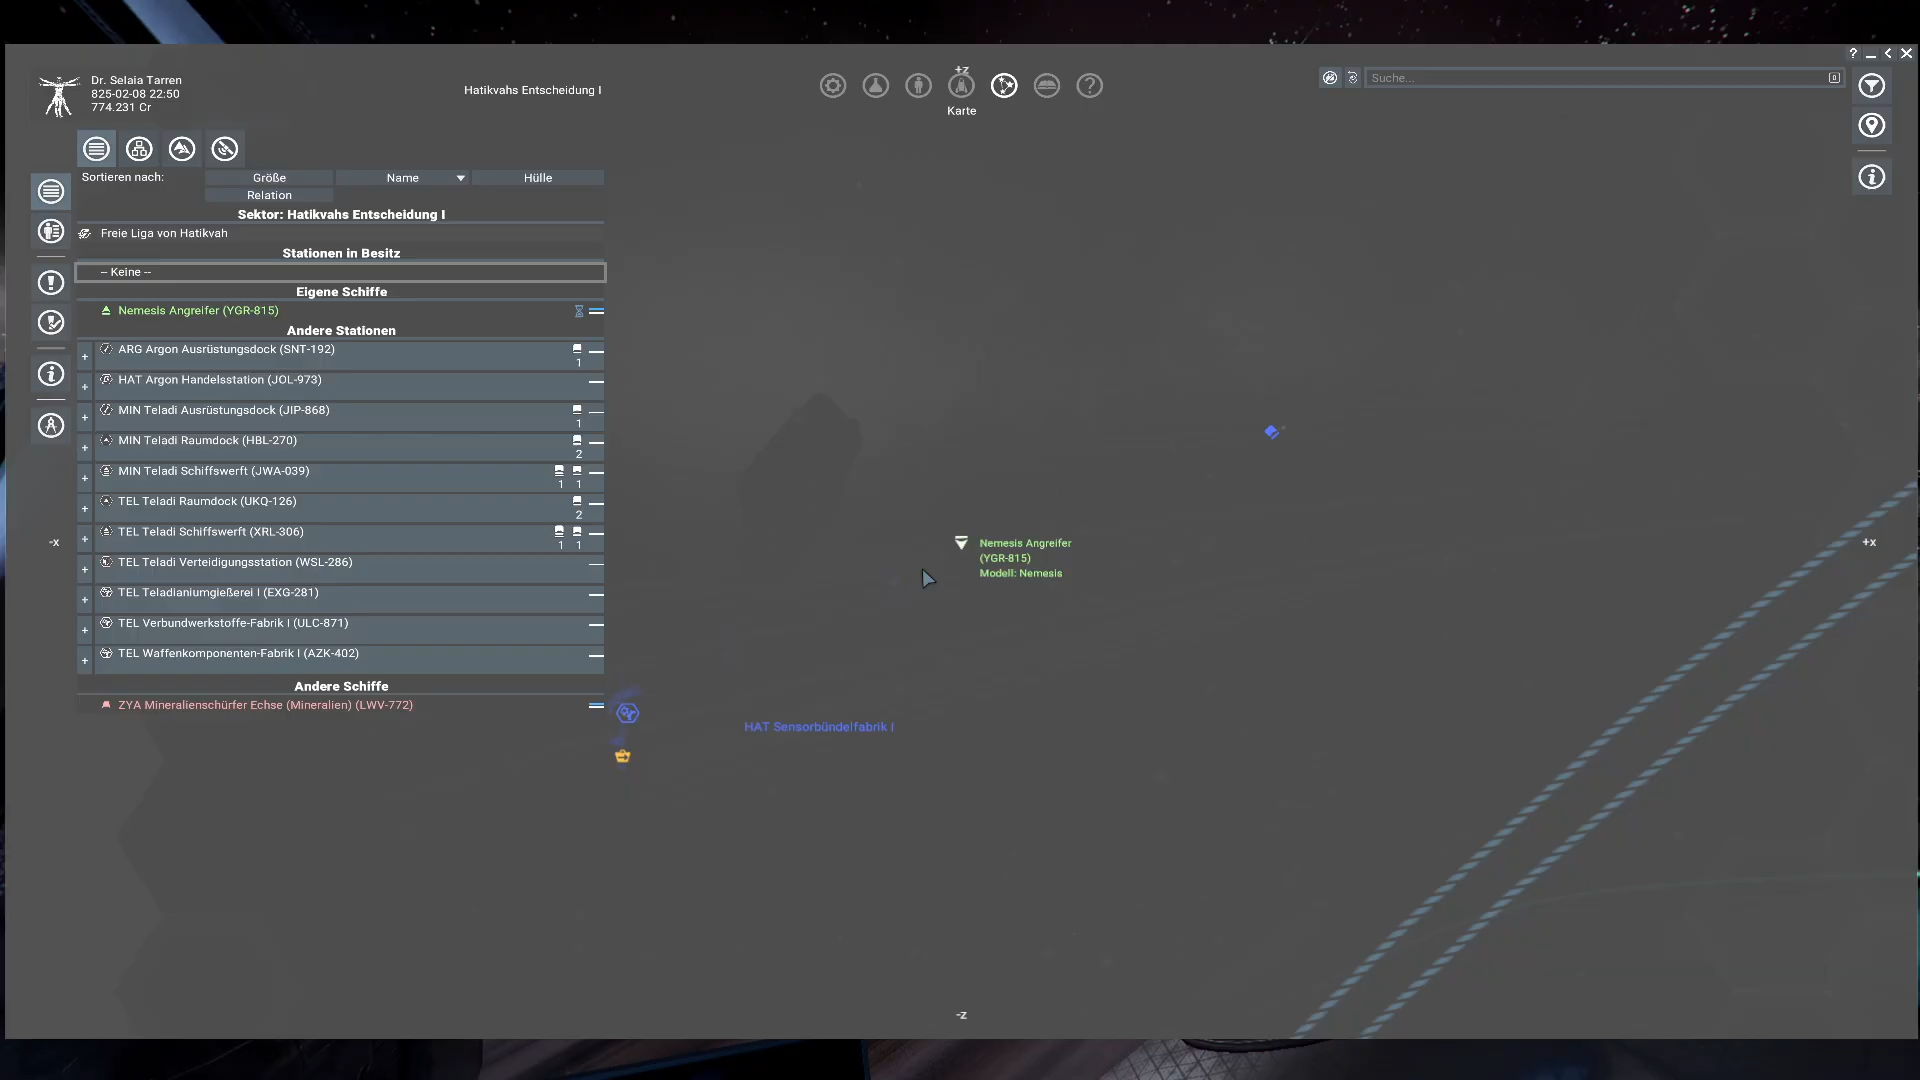 Dr. Selaia Tarren
825-02-08 22:50
774.231 Cr
Hatikvahs Entscheidung I
+z
Karte
Suche...
Sortieren nach:
Größe
Name
Hülle
Relation
Sektor: Hatikvahs Entscheidung I
Freie Liga von Hatikvah
Stationen in Besitz
-- Keine --
Eigene Schiffe
Nemesis Angreifer (YGR-815)
Andere Stationen
+ ARG Argon Ausrüstungsdock (SNT-192)
1
+ HAT Argon Handelsstation (JOL-973)
+ MIN Teladi Ausrüstungsdock (JIP-868)
1
+ MIN Teladi Raumdock (HBL-270)
2
+ MIN Teladi Schiffswerft (JWA-039)
1 1
+ TEL Teladi Raumdock (UKQ-126)
2
+ TEL Teladi Schiffswerft (XRL-306)
1 1
+ TEL Teladi Verteidigungsstation (WSL-286)
+ TEL Teladianiumgießerei I (EXG-281)
+ TEL Verbundwerkstoffe-Fabrik I (ULC-871)
+ TEL Waffenkomponenten-Fabrik I (AZK-402)
Andere Schiffe
ZYA Mineralienschürfer Echse (Mineralien) (LWV-772)
-x
+x
Nemesis Angreifer
(YGR-815)
Modell: Nemesis
HAT Sensorbündelfabrik I
-z